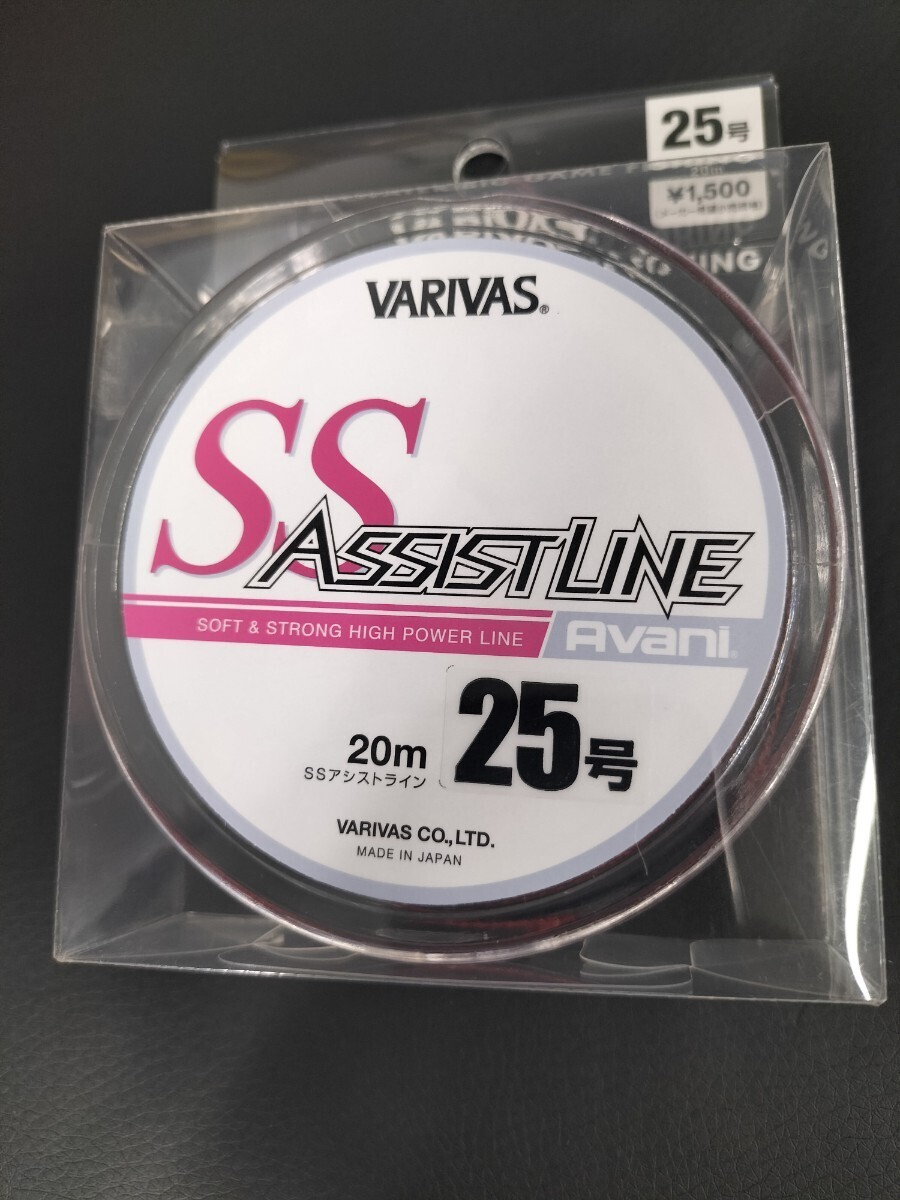 25号
20m
¥1,500
VARIVAS®
SS
ASSIST LINE
SOFT & STRONG HIGH POWER LINE
Avani®
20m
25号
SSアシストライン
VARIVAS CO.,LTD.
MADE IN JAPAN